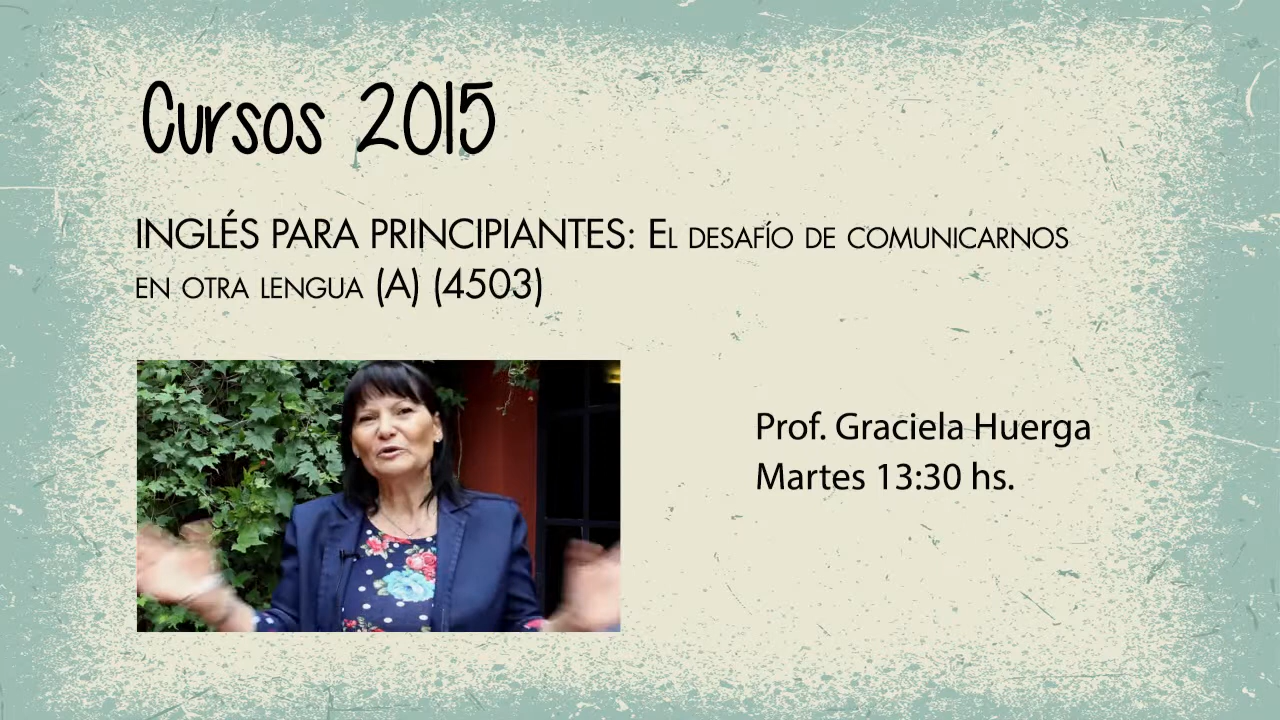 Cursos 2015
INGLÉS PARA PRINCIPIANTES: El desafío de comunicarnos
en otra lengua (A) (4503)
Prof. Graciela Huerga
Martes 13:30 hs.